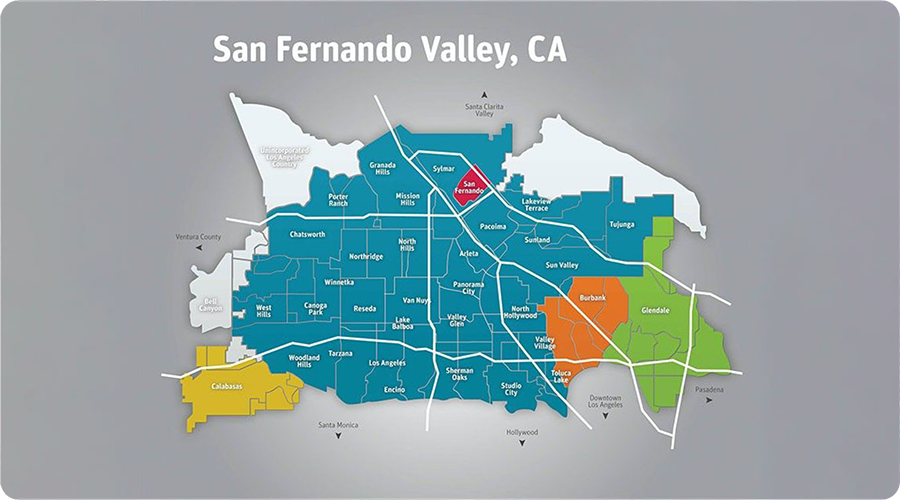 San Fernando Valley, CA
Santa Clarita
Valley
Unincorporated
Los Angeles
Country
Granada
Hills
Sylmar
San
Fernando
Porter
Ranch
Mission
Hills
Lakeview
Terrace
Pacoima
Tujunga
Chatsworth
Ventura County
North
Hills
Sunland
Northridge
Arleta
Sun Valley
Winnetka
Panorama
City
Bell
Canyon
West
Hills
Canoga
Park
Reseda
Van Nuys
Burbank
Lake
Balboa
Valley
Glen
North
Hollywood
Glendale
Valley
Village
Woodland
Hills
Tarzana
Los Angeles
Sherman
Oaks
Toluca
Lake
Calabasas
Encino
Studio
City
Pasadena
Downtown
Los Angeles
Santa Monica
Hollywood